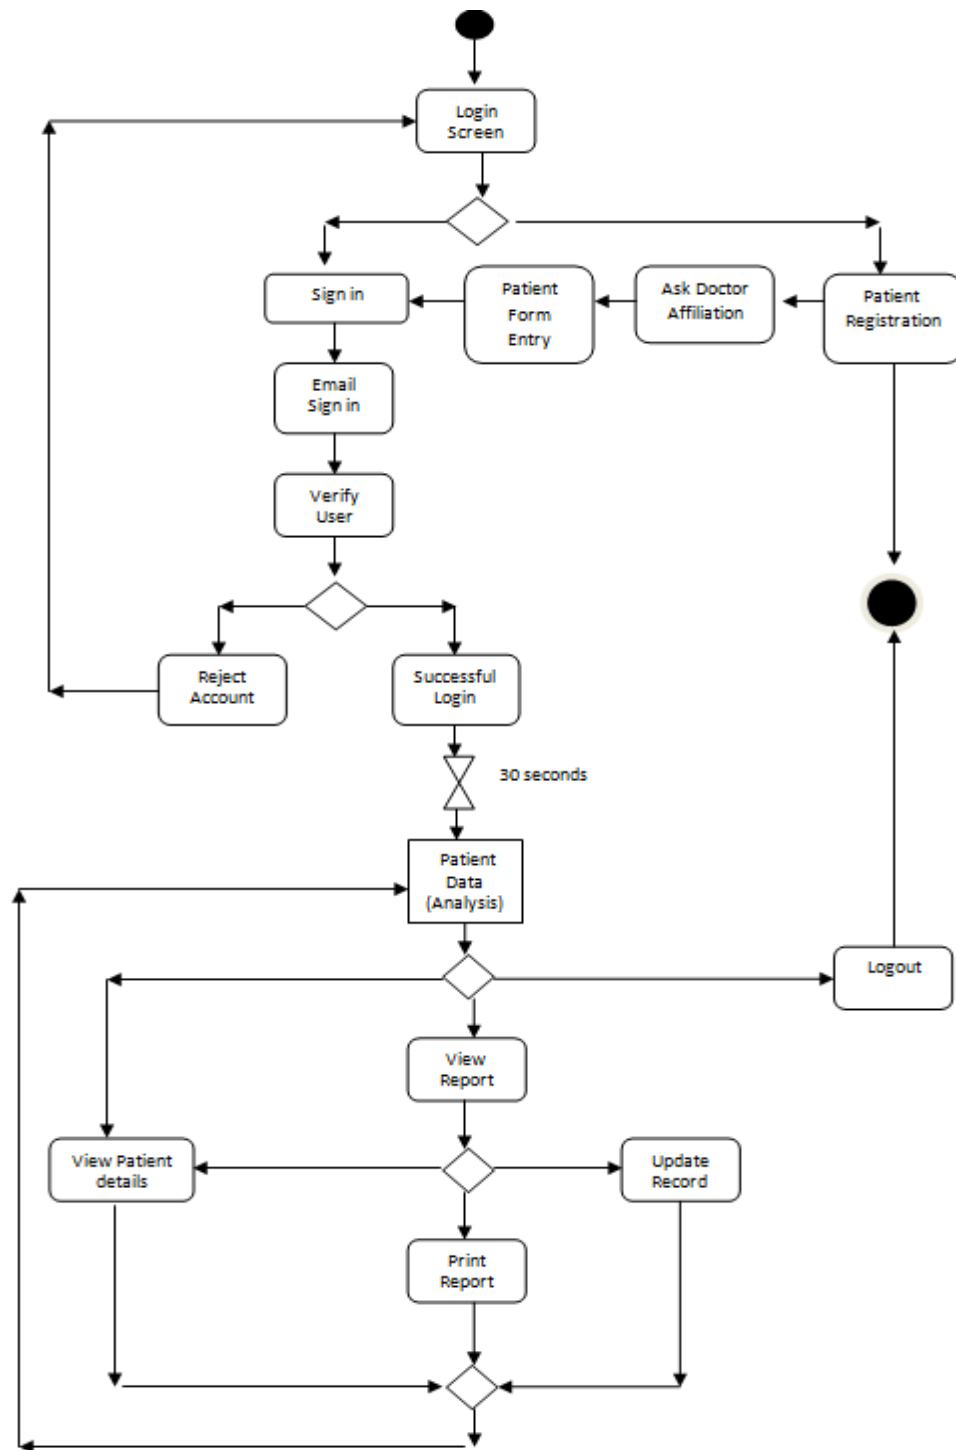 Login
Screen
Sign in
Patient
Form
Entry
Ask Doctor
Affiliation
Patient
Registration
Email
Sign in
Verify
User
Reject
Account
Successful
Login
30 seconds
Patient
Data
(Analysis)
Logout
View
Report
View Patient
details
Update
Record
Print
Report